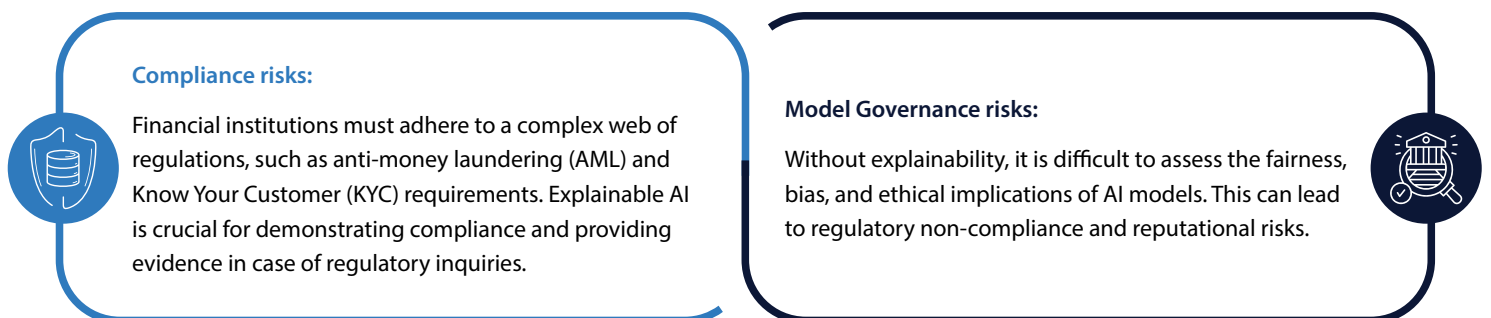 Compliance risks:
Financial institutions must adhere to a complex web of
regulations, such as anti-money laundering (AML) and
Know Your Customer (KYC) requirements. Explainable AI
is crucial for demonstrating compliance and providing
evidence in case of regulatory inquiries.
Model Governance risks:
Without explainability, it is difficult to assess the fairness,
bias, and ethical implications of AI models. This can lead
to regulatory non-compliance and reputational risks.